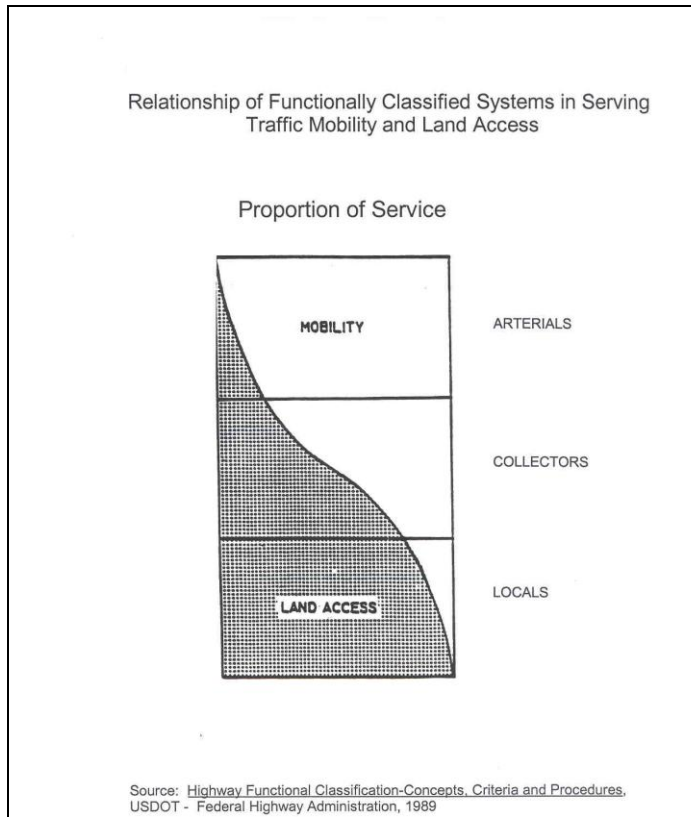 Relationship of Functionally Classified Systems in Serving
Traffic Mobility and Land Access
Proportion of Service
MOBILITY
ARTERIALS
COLLECTORS
LAND ACCESS
LOCALS
Source: Highway Functional Classification-Concepts, Criteria and Procedures,
USDOT - Federal Highway Administration, 1989